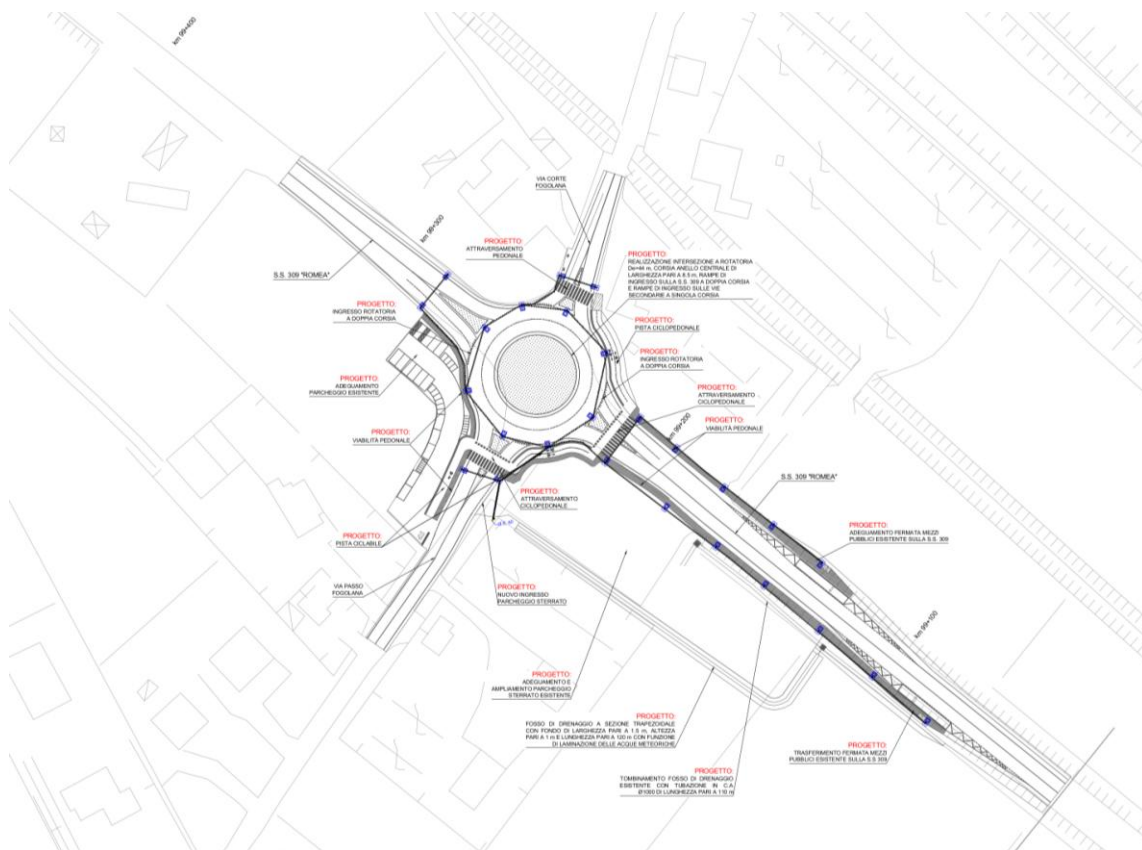 km 99+400
VIA CORTE
FOGOLANA
km 99+300
PROGETTO:
ATTRAVERSAMENTO
PEDONALE
PROGETTO:
REALIZZAZIONE INTERSEZIONE A ROTATORIA
De=44 m, CORSIA ANELLO CENTRALE DI
LARGHEZZA PARI A 8.5 m, RAMPE DI
INGRESSO SULLA S.S. 309 A DOPPIA CORSIA
E RAMPE DI INGRESSO SULLE VIE
SECONDARIE A SINGOLA CORSIA
S.S. 309 "ROMEA"
PROGETTO:
INGRESSO ROTATORIA
A DOPPIA CORSIA
PROGETTO:
PISTA CICLOPEDONALE
PROGETTO:
INGRESSO ROTATORIA
A DOPPIA CORSIA
PROGETTO:
ADEGUAMENTO
PARCHEGGIO ESISTENTE
PROGETTO:
ATTRAVERSAMENTO
CICLOPEDONALE
km 99+200
PROGETTO:
VIABILITÀ PEDONALE
PROGETTO:
VIABILITÀ PEDONALE
S.S. 309 "ROMEA"
PROGETTO:
ATTRAVERSAMENTO
CICLOPEDONALE
PROGETTO:
ADEGUAMENTO FERMATA MEZZI
PUBBLICI ESISTENTE SULLA S.S. 309
PROGETTO:
PISTA CICLABILE
VIA PASSO
FOGOLANA
PROGETTO:
NUOVO INGRESSO
PARCHEGGIO STERRATO
km 99+100
PROGETTO:
ADEGUAMENTO E
AMPLIAMENTO PARCHEGGIO
STERRATO ESISTENTE
PROGETTO:
FOSSO DI DRENAGGIO A SEZIONE TRAPEZOIDALE
CON FONDO DI LARGHEZZA PARI A 1.5 m, ALTEZZA
PARI A 1 m E LUNGHEZZA PARI A 120 m CON FUNZIONE
DI LAMINAZIONE DELLE ACQUE METEORICHE
PROGETTO:
TRASFERIMENTO FERMATA MEZZI
PUBBLICI ESISTENTE SULLA S.S 309
PROGETTO:
TOMBINAMENTO FOSSO DI DRENAGGIO
ESISTENTE CON TUBAZIONE IN C.A
Ø1000 DI LUNGHEZZA PARI A 110 m